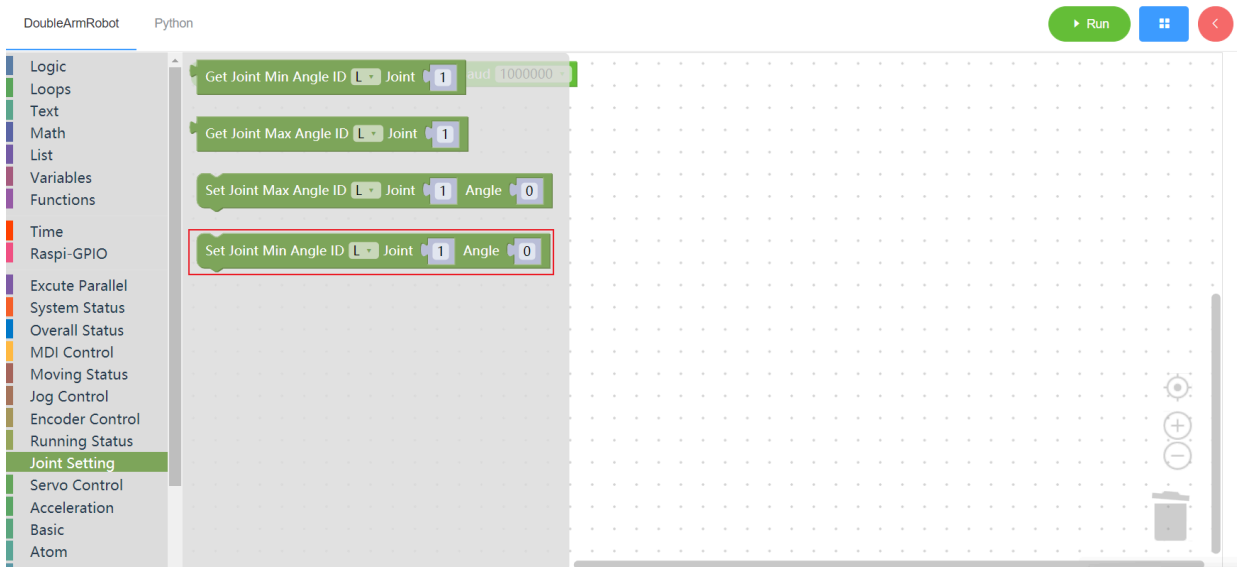 DoubleArmRobot Python Run
Logic
Loops
Text
Math
List
Variables
Functions
Time
Raspi-GPIO
Excute Parallel
System Status
Overall Status
MDI Control
Moving Status
Jog Control
Encoder Control
Running Status
Joint Setting
Servo Control
Acceleration
Basic
Atom
Get Joint Min Angle ID L Joint 1
aud 1000000
Get Joint Max Angle ID L Joint 1
Set Joint Max Angle ID L Joint 1 Angle 0
Set Joint Min Angle ID L Joint 1 Angle 0